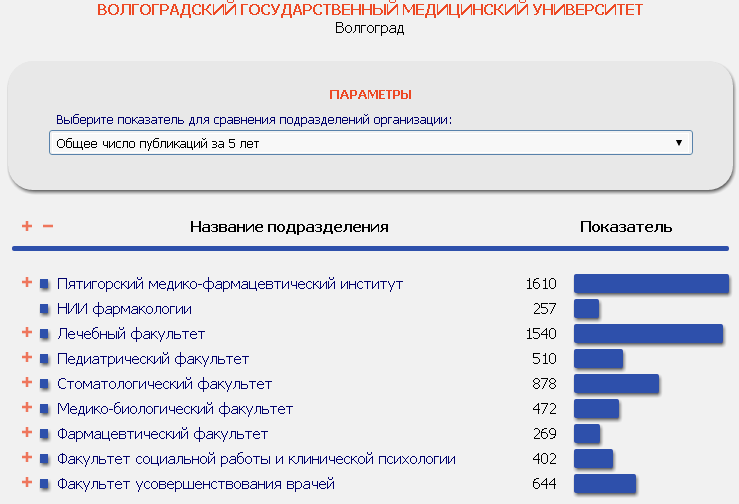 ВОЛГОГРАДСКИЙ ГОСУДАРСТВЕННЫЙ МЕДИЦИНСКИЙ УНИВЕРСИТЕТ
Волгоград
ПАРАМЕТРЫ
Выберите показатель для сравнения подразделений организации:
Общее число публикаций за 5 лет
Название подразделения Показатель
Пятигорский медико-фармацевтический институт 1610
НИИ фармакологии 257
Лечебный факультет 1540
Педиатрический факультет 510
Стоматологический факультет 878
Медико-биологический факультет 472
Фармацевтический факультет 269
Факультет социальной работы и клинической психологии 402
Факультет усовершенствования врачей 644